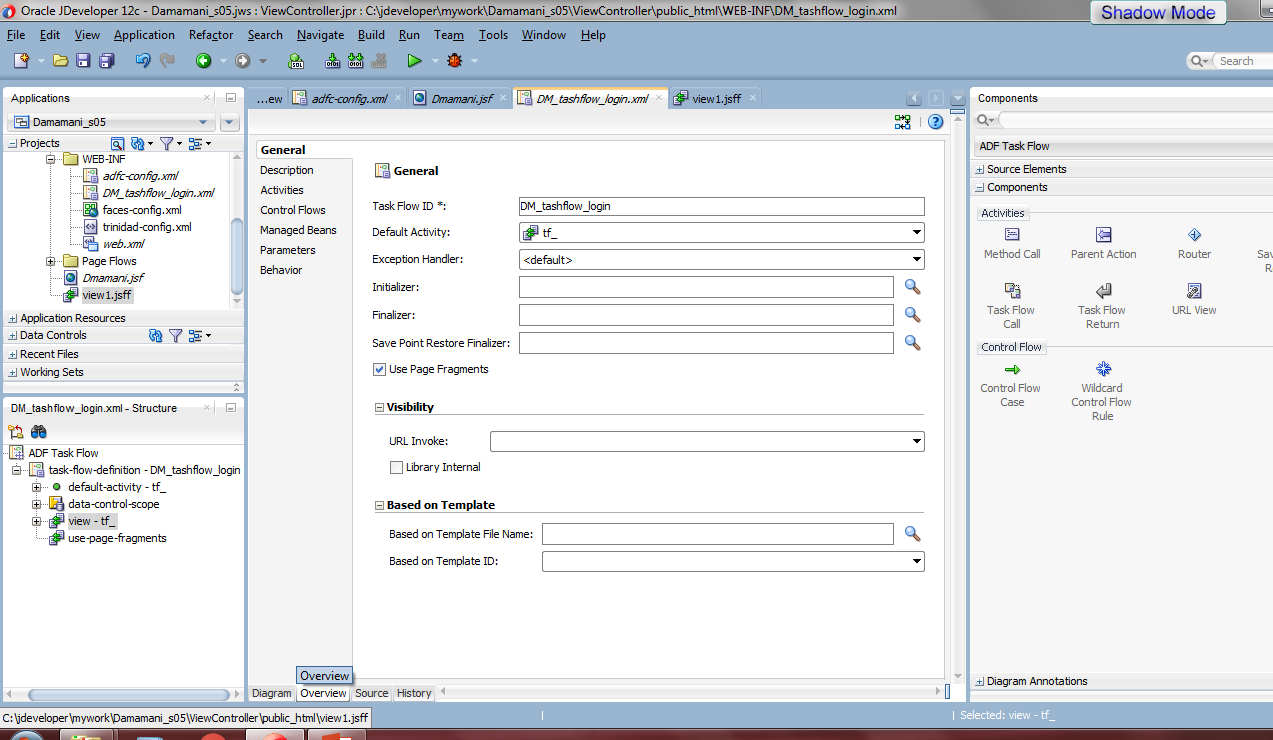 Oracle JDeveloper 12c - Damamani_s05.jws : ViewController.jpr : C:\jdeveloper\mywork\Damamani_s05\ViewController\public_html\WEB-INF\DM_tashflow_login.xml
Shadow Mode
File Edit View Application Refactor Search Navigate Build Run Team Tools Window Help
Search
Applications
Damamani_s05
Projects
WEB-INF
adfc-config.xml
DM_tashflow_login.xml
faces-config.xml
trinidad-config.xml
web.xml
Page Flows
Dmamani.jsf
view1.jsff
Application Resources
Data Controls
Recent Files
Working Sets
DM_tashflow_login.xml - Structure
ADF Task Flow
task-flow-definition - DM_tashflow_login
default-activity - tf_
data-control-scope
view - tf_
use-page-fragments
...ew adfc-config.xml Dmamani.jsf DM_tashflow_login.xml view1.jsff
General
Description
Activities
Control Flows
Managed Beans
Parameters
Behavior
General
Task Flow ID *: DM_tashflow_login
Default Activity: tf_
Exception Handler: <default>
Initializer:
Finalizer:
Save Point Restore Finalizer:
Use Page Fragments
Visibility
URL Invoke:
Library Internal
Based on Template
Based on Template File Name:
Based on Template ID:
Overview
Diagram Overview Source History
Components
ADF Task Flow
Source Elements
Components
Activities
Method Call
Parent Action
Router
Task Flow
Call
Task Flow
Return
URL View
Control Flow
Control Flow
Case
Wildcard
Control Flow
Rule
Diagram Annotations
C:\jdeveloper\mywork\Damamani_s05\ViewController\public_html\view1.jsff
Selected: view - tf_